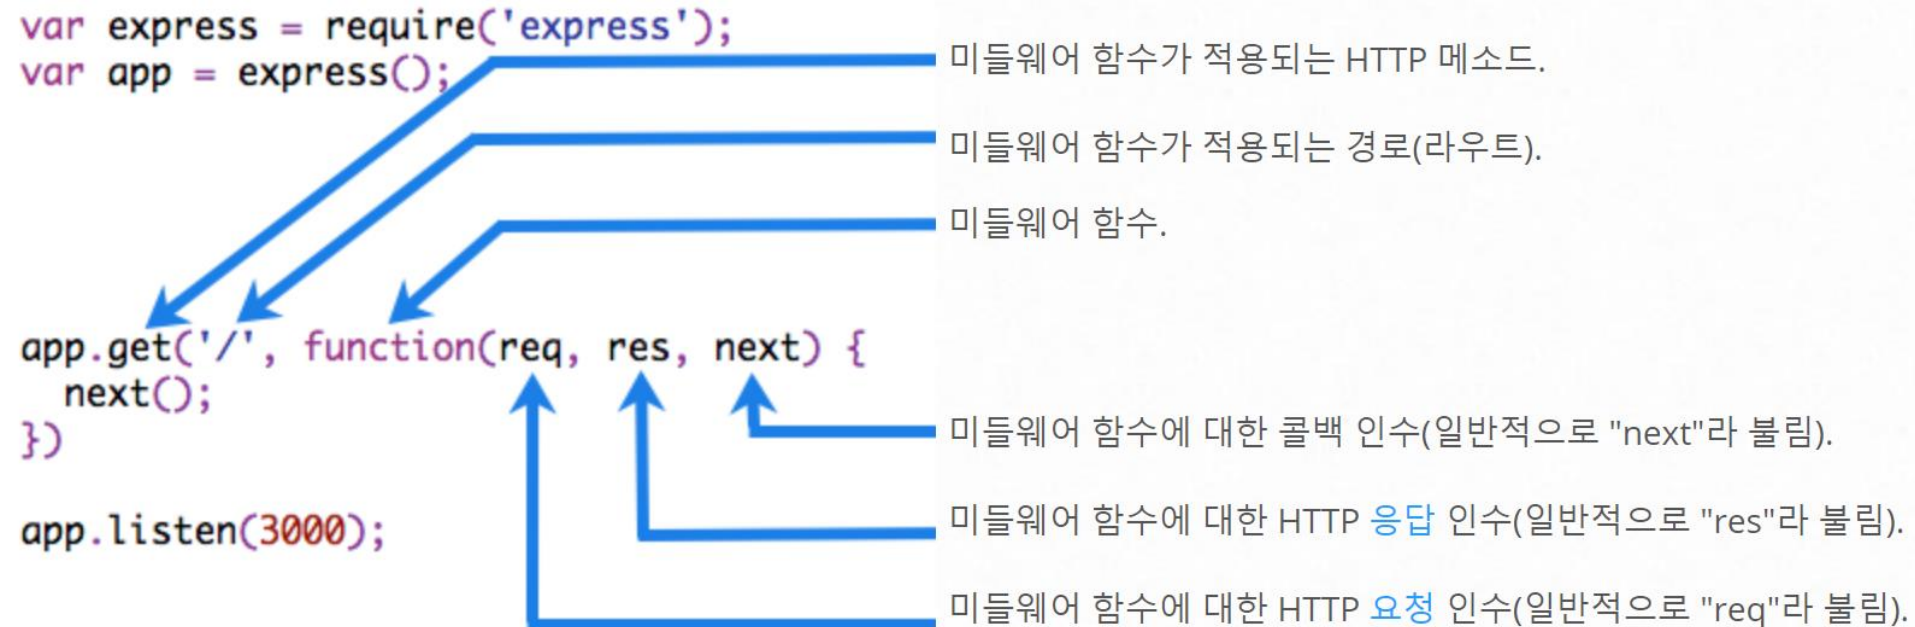 var express = require('express');
var app = express();
미들웨어 함수가 적용되는 HTTP 메소드.
미들웨어 함수가 적용되는 경로(라우트).
미들웨어 함수.
app.get('/', function(req, res, next) {
  next();
})
app.listen(3000);
미들웨어 함수에 대한 콜백 인수(일반적으로 "next"라 불림).
미들웨어 함수에 대한 HTTP 응답 인수(일반적으로 "res"라 불림).
미들웨어 함수에 대한 HTTP 요청 인수(일반적으로 "req"라 불림).